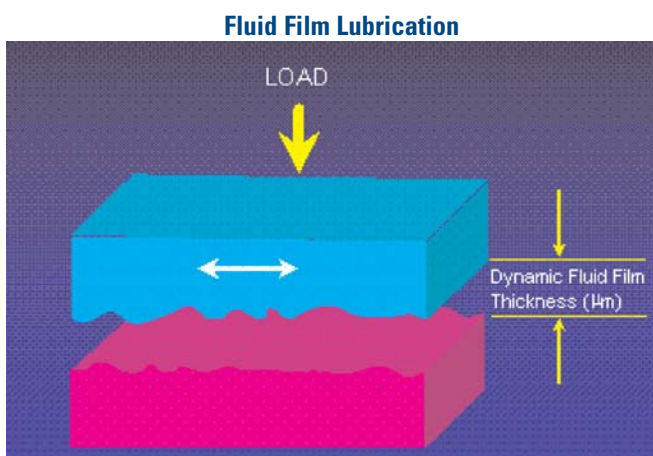 Fluid Film Lubrication
LOAD
Dynamic Fluid Film
Thickness (μm)